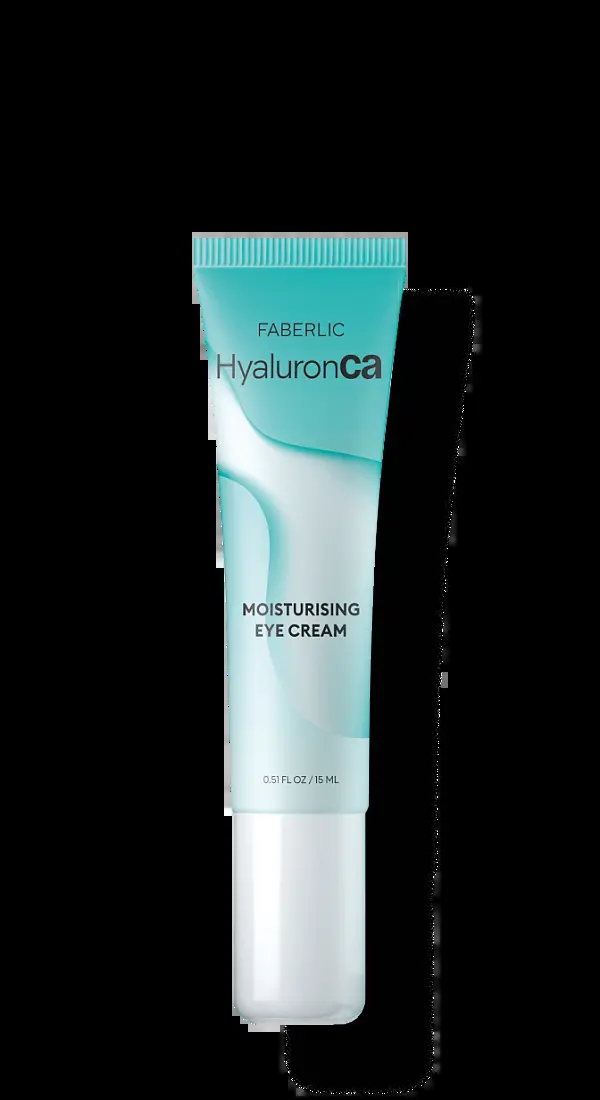 FABERLIC
HyaluronCa
MOISTURISING
EYE CREAM
0.51 FL OZ / 15 ML